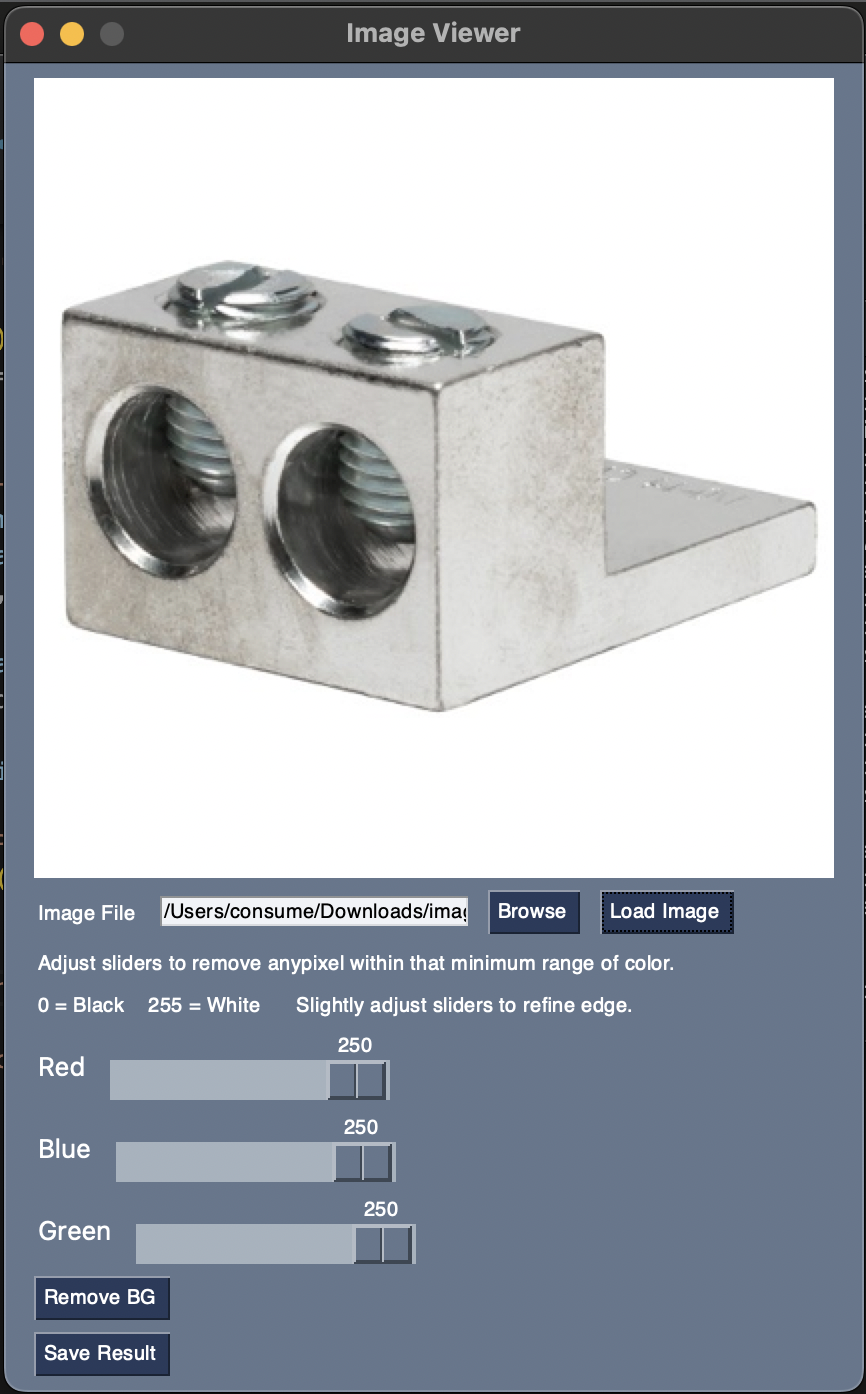 Image Viewer
Image File /Users/consume/Downloads/imag Browse Load Image
Adjust sliders to remove anypixel within that minimum range of color.
0 = Black 255 = White Slightly adjust sliders to refine edge.
250
Red
250
Blue
250
Green
Remove BG
Save Result